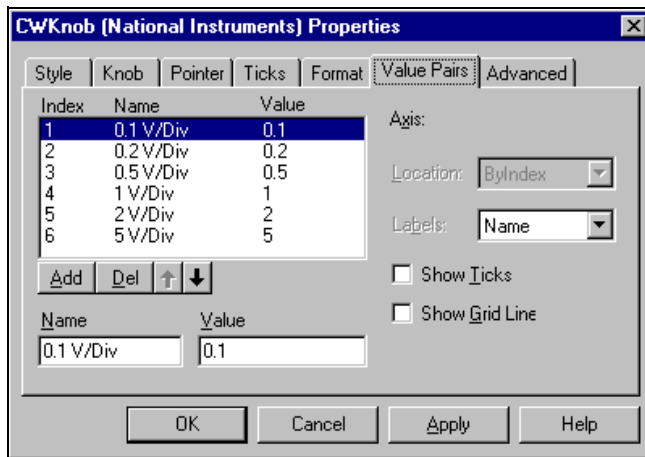 CWKnob (National Instruments) Properties
Style Knob Pointer Ticks Format Value Pairs Advanced
Index Name Value
1 0.1 V/Div 0.1
2 0.2 V/Div 0.2
3 0.5 V/Div 0.5
4 1 V/Div 1
5 2 V/Div 2
6 5 V/Div 5
Add Del
Name Value
0.1 V/Div 0.1
Axis:
Location: ByIndex
Labels: Name
Show Ticks
Show Grid Line
OK Cancel Apply Help